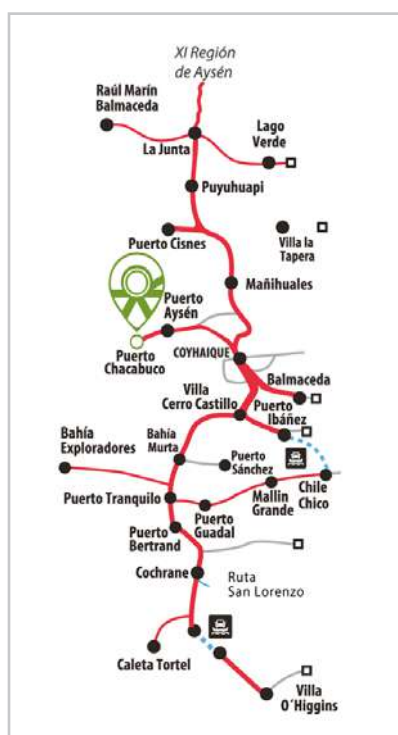 XI Región
de Aysén
Raúl Marín
Balmaceda
La Junta
Lago
Verde
Puyuhuapi
Puerto Cisnes
Villa la
Tapera
Mañihuales
Puerto
Aysén
Puerto
Chacabuco
COYHAIQUE
Balmaceda
Villa
Cerro Castillo
Puerto
Ibáñez
Bahía
Exploradores
Bahía
Murta
Puerto
Sánchez
Puerto Tranquilo
Mallin
Grande
Chile
Chico
Puerto
Guadal
Puerto
Bertrand
Cochrane
Ruta
San Lorenzo
Caleta Tortel
Villa
O´Higgins